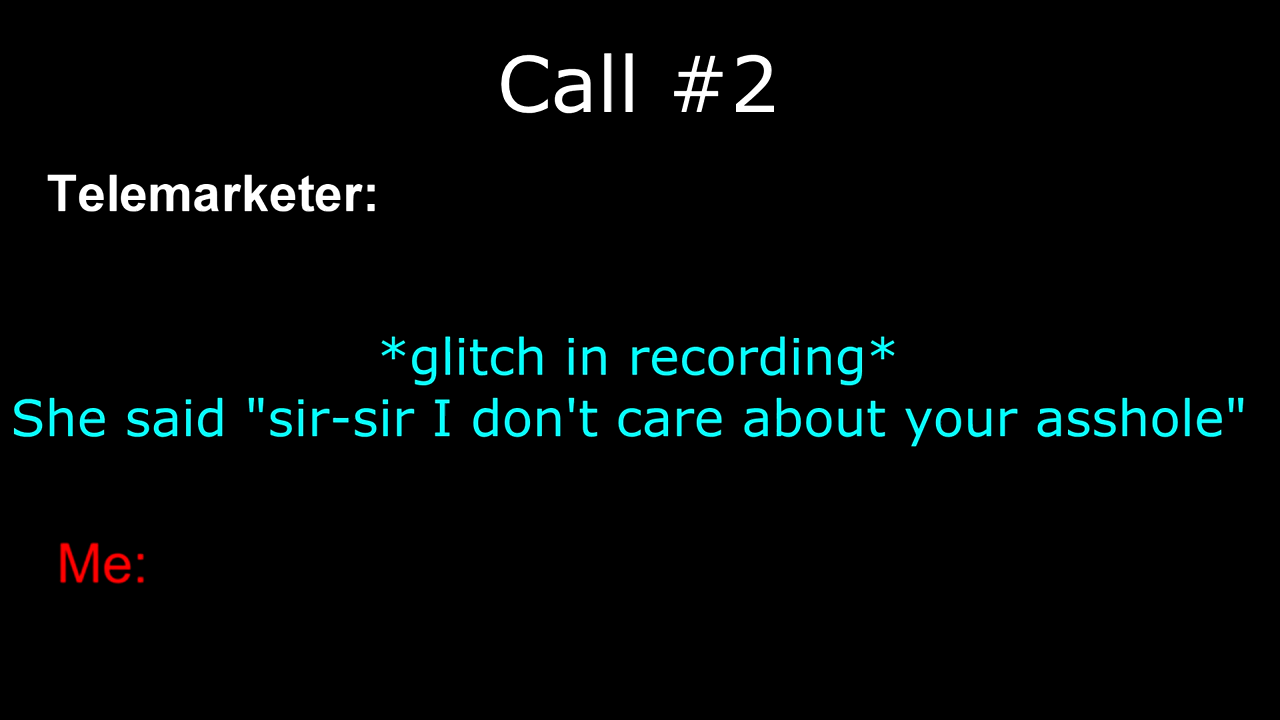 Call #2
Telemarketer:
*glitch in recording*
She said "sir-sir I don't care about your asshole"
Me: